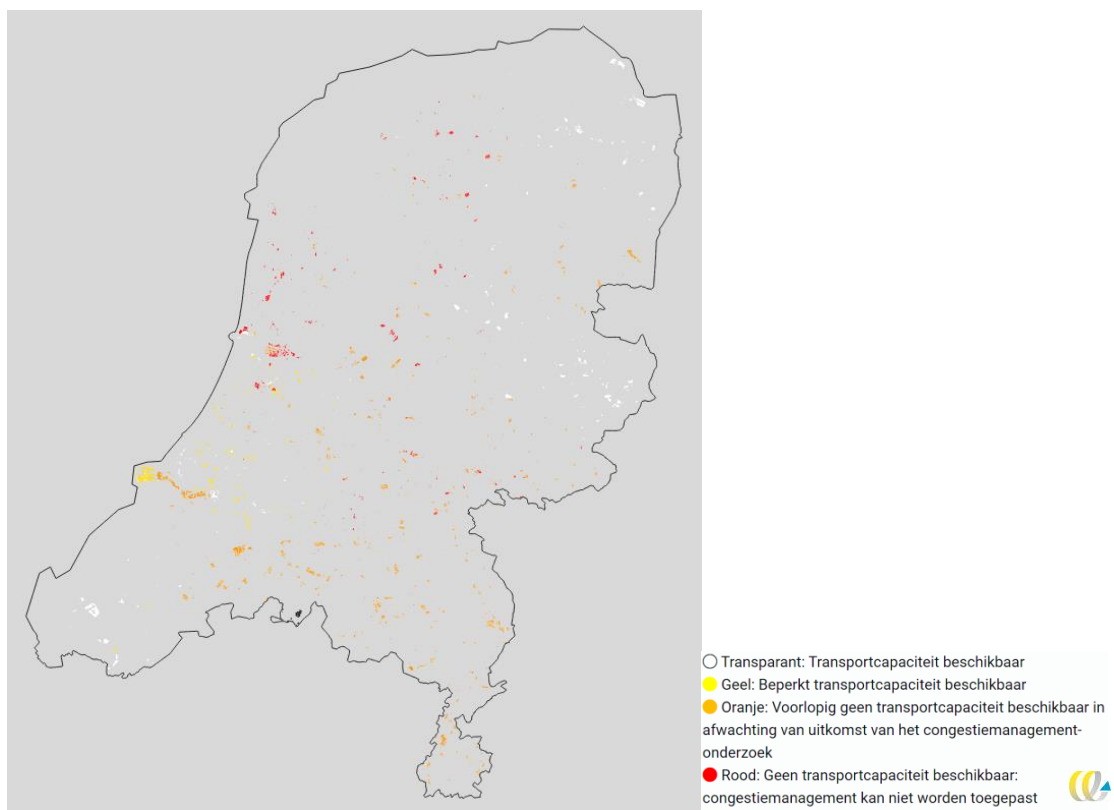 Transparant: Transportcapaciteit beschikbaar
Geel: Beperkt transportcapaciteit beschikbaar
Oranje: Voorlopig geen transportcapaciteit beschikbaar in
afwachting van uitkomst van het congestiemanagement-
onderzoek
Rood: Geen transportcapaciteit beschikbaar:
congestiemanagement kan niet worden toegepast